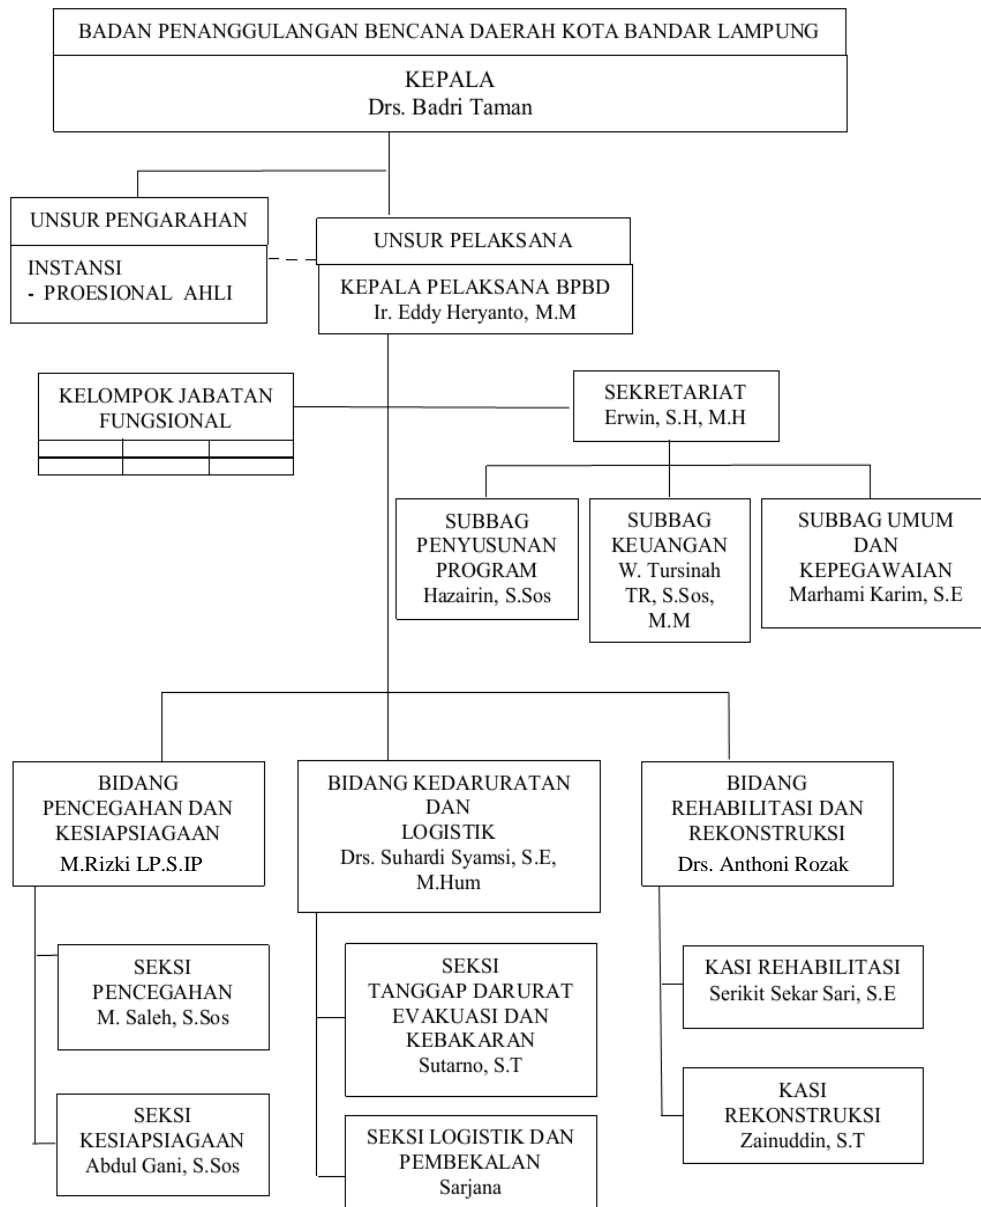 BADAN PENANGGULANGAN BENCANA DAERAH KOTA BANDAR LAMPUNG
KEPALA
Drs. Badri Taman
UNSUR PENGARAHAN
INSTANSI
- PROESIONAL AHLI
UNSUR PELAKSANA
KEPALA PELAKSANA BPBD
Ir. Eddy Heryanto, M.M
KELOMPOK JABATAN
FUNGSIONAL
SEKRETARIAT
Erwin, S.H, M.H
SUBBAG
PENYUSUNAN
PROGRAM
Hazairin, S.Sos
SUBBAG
KEUANGAN
W. Tursinah
TR, S.Sos,
M.M
SUBBAG UMUM
DAN
KEPEGAWAIAN
Marhami Karim, S.E
BIDANG
PENCEGAHAN DAN
KESIAPSIAGAAN
M.Rizki LP.S.IP
BIDANG KEDARURATAN
DAN
LOGISTIK
Drs. Suhardi Syamsi, S.E,
M.Hum
BIDANG
REHABILITASI DAN
REKONSTRUKSI
Drs. Anthoni Rozak
SEKSI
PENCEGAHAN
M. Saleh, S.Sos
SEKSI
KESIAPSIAGAAN
Abdul Gani, S.Sos
SEKSI
TANGGAP DARURAT
EVAKUASI DAN
KEBAKARAN
Sutarno, S.T
SEKSI LOGISTIK DAN
PEMBEKALAN
Sarjana
KASI REHABILITASI
Serikit Sekar Sari, S.E
KASI
REKONSTRUKSI
Zainuddin, S.T